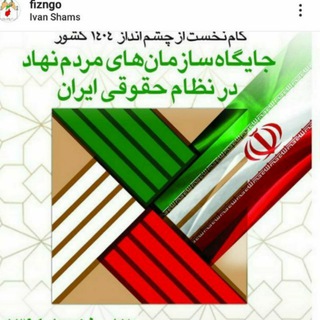 fizngo
Ivan Shams
گام نخست از چشم انداز ۱۴۰۴ کشور
جایگاه سازمان‌های مردم نهاد
در نظام حقوقی ایران